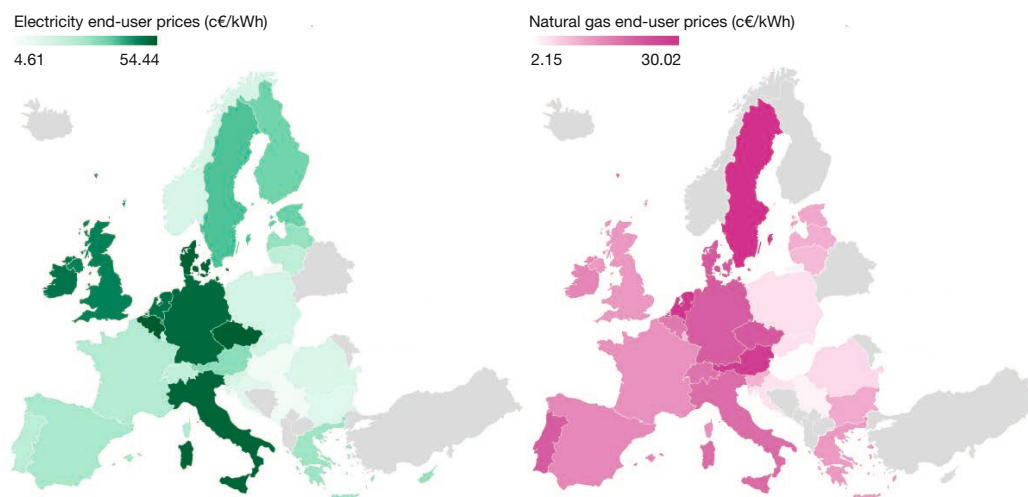 Electricity end-user prices (c€/kWh)
4.61 54.44
Natural gas end-user prices (c€/kWh)
2.15 30.02